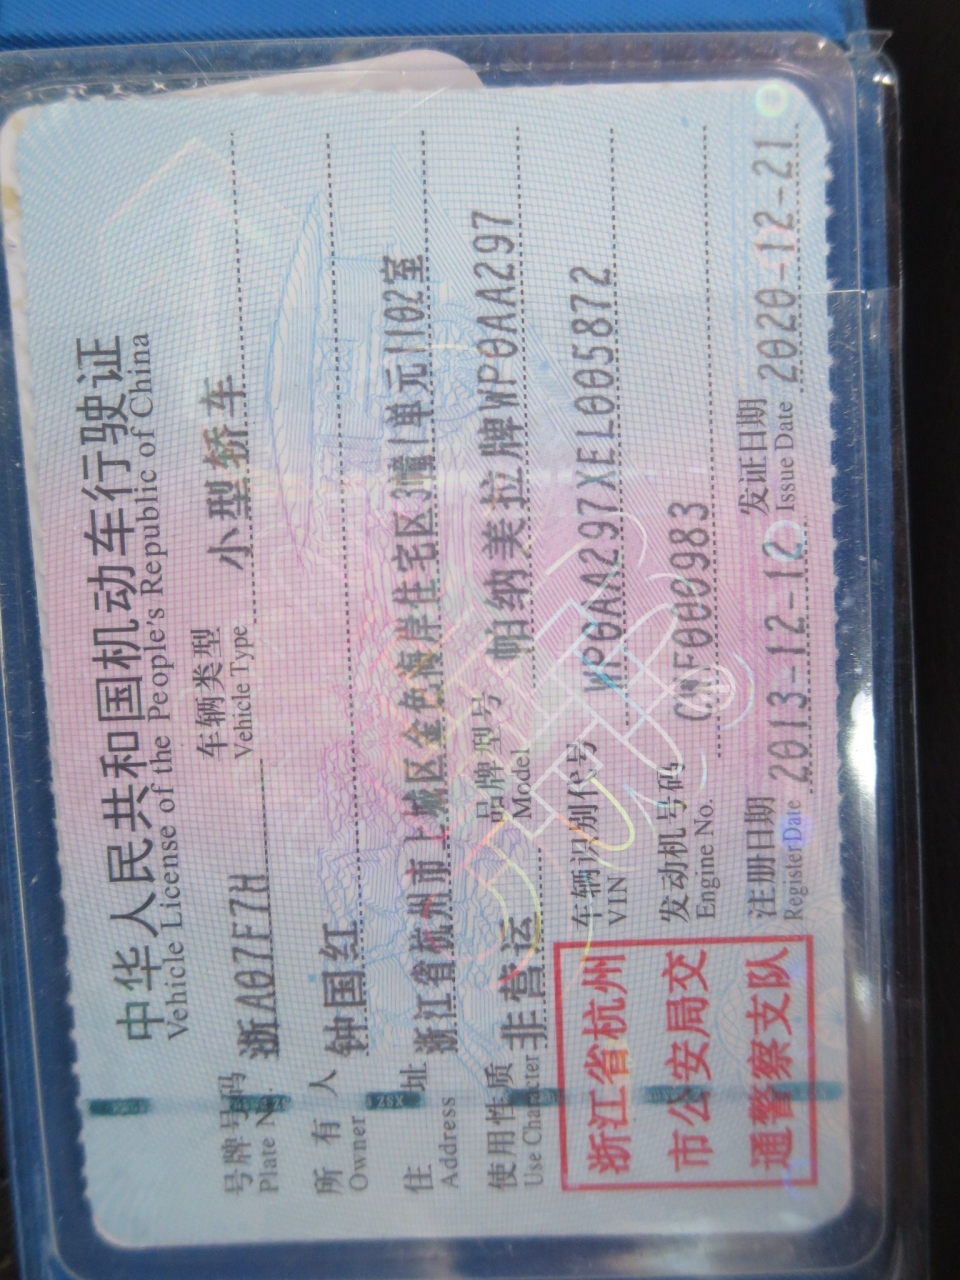 中华人民共和国机动车行驶证
Vehicle License of the People's Republic of China
号牌号码 浙A07F7H 车辆类型 小型轿车
Plate No. Vehicle Type
所有人 钟国红
Owner
住址 浙江省杭州市上城区金色海岸住宅区3幢1单元1102室
Address
使用性质 非营运 品牌型号 帕纳美拉牌WP0AA297
Use Character Model
浙江省杭州
市公安局交
通警察支队
车辆识别代号 WP0AA297XEL005872
VIN
发动机号码 CWF000983
Engine No.
注册日期 2013-12-12 发证日期 2020-12-21
Register Date Issue Date